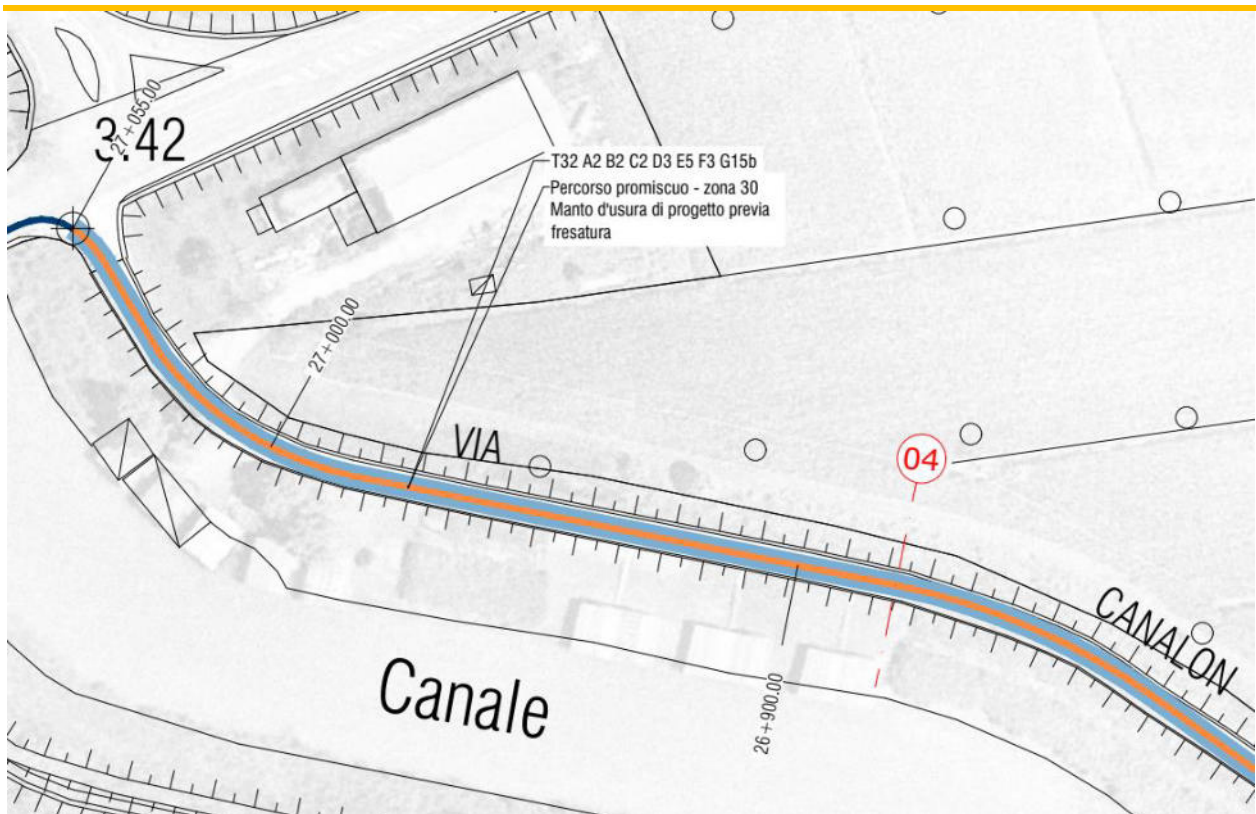 3.42
27+055.00
T32 A2 B2 C2 D3 E5 F3 G15b
Percorso promiscuo - zona 30
Manto d'usura di progetto previa
fresatura
27+000.00
VIA
04
CANALON
Canale
26+900.00